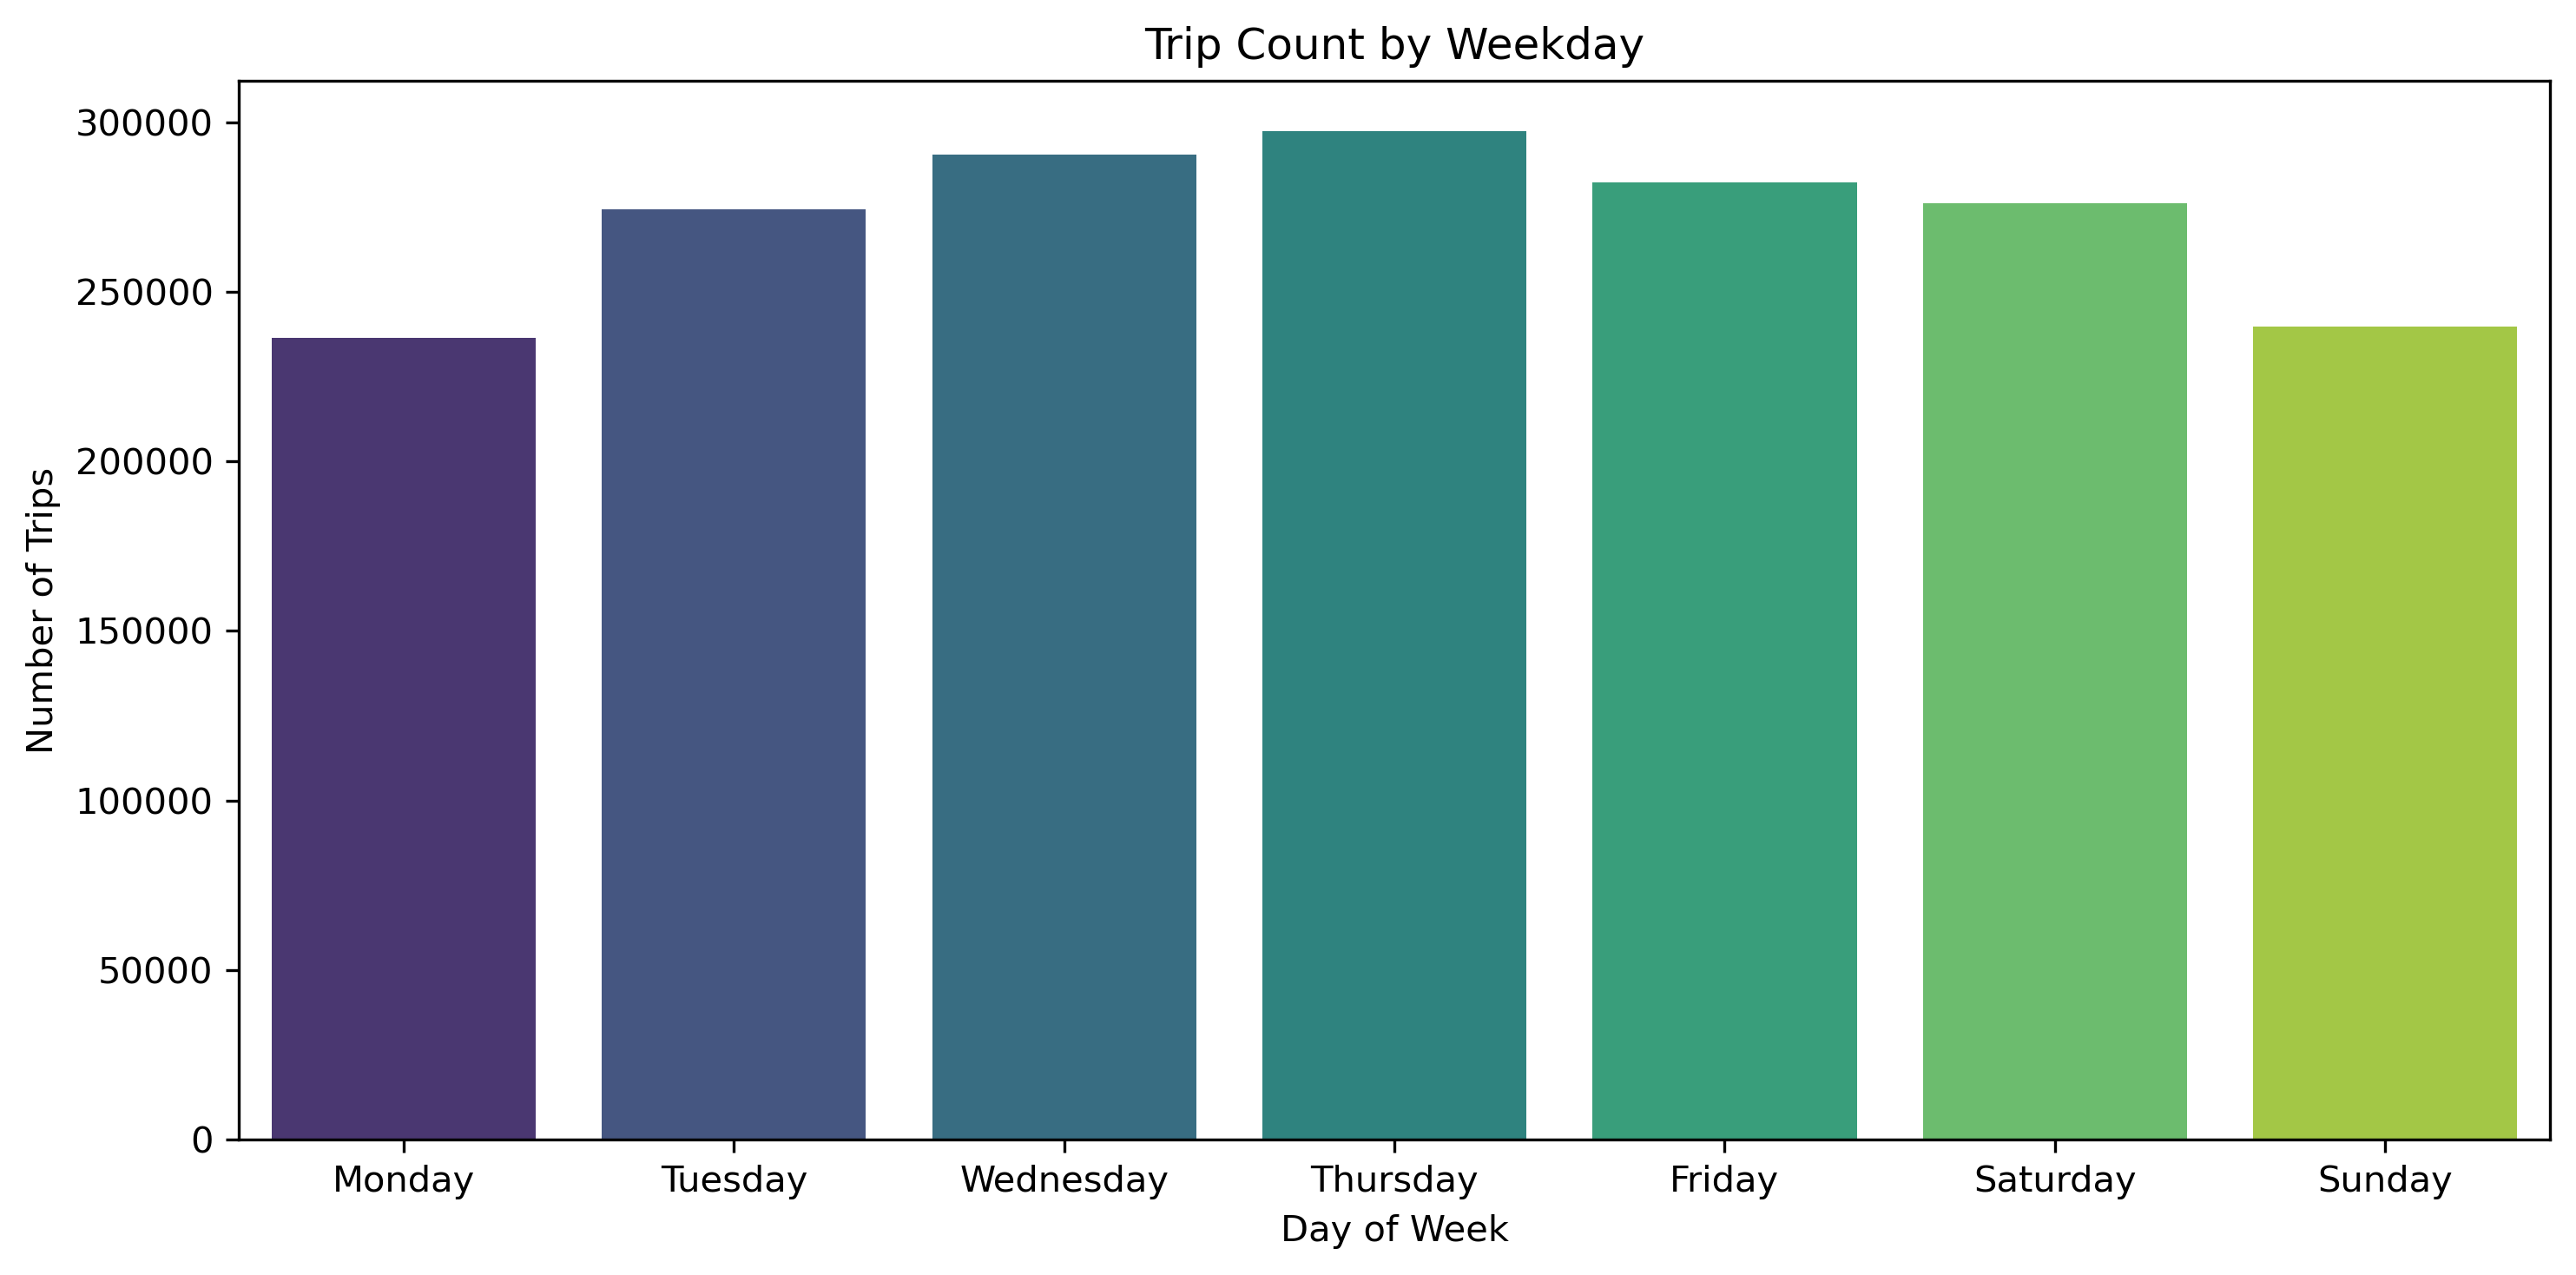 Trip Count by Weekday
Number of Trips
300000
250000
200000
150000
100000
50000
0
Monday Tuesday Wednesday Thursday Friday Saturday Sunday
Day of Week